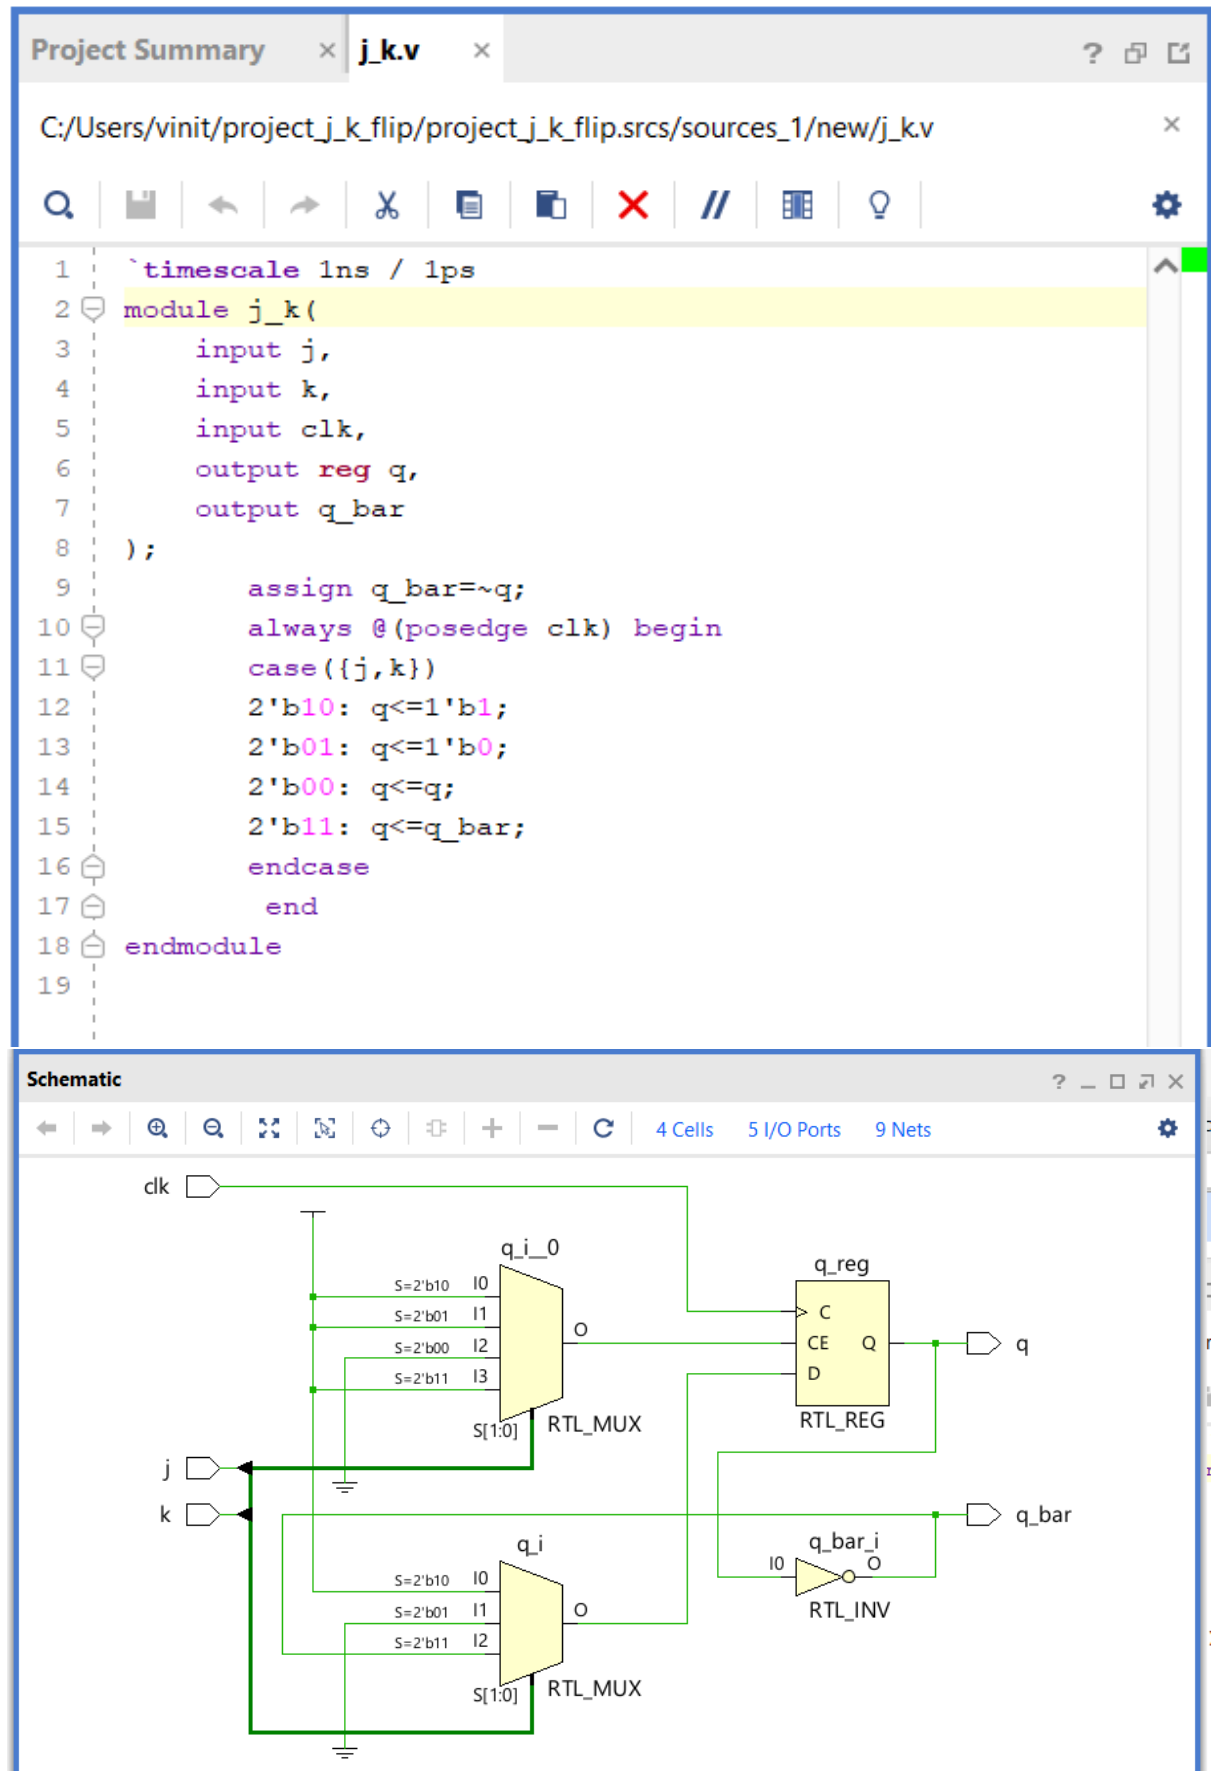 Project Summary × j_k.v ×
C:/Users/vinit/project_j_k_flip/project_j_k_flip.srcs/sources_1/new/j_k.v
1 `timescale 1ns / 1ps
2 module j_k(
3 input j,
4 input k,
5 input clk,
6 output reg q,
7 output q_bar
8 );
9 assign q_bar=~q;
10 always @(posedge clk) begin
11 case({j,k})
12 2'b10: q<=1'b1;
13 2'b01: q<=1'b0;
14 2'b00: q<=q;
15 2'b11: q<=q_bar;
16 endcase
17 end
18 endmodule
19
Schematic
4 Cells 5 I/O Ports 9 Nets
clk
q_i__0
q_reg
S=2'b10 I0
S=2'b01 I1
S=2'b00 I2
S=2'b11 I3
O
S[1:0]
RTL_MUX
C
CE Q
D
RTL_REG
q
j
k
q_bar
q_i
S=2'b10 I0
S=2'b01 I1
S=2'b11 I2
O
S[1:0]
RTL_MUX
q_bar_i
I0 O
RTL_INV